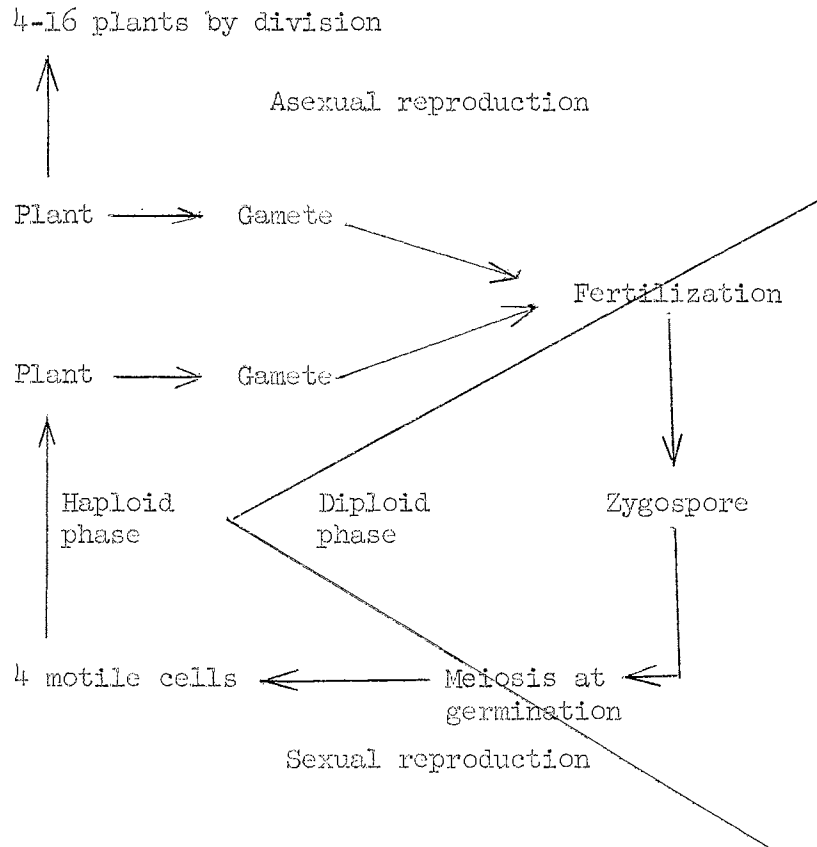 4-16 plants by division
Asexual reproduction
Plant
Gamete
Fertilization
Plant
Gamete
Haploid
phase
Diploid
phase
Zygospore
4 motile cells
Meiosis at
germination
Sexual reproduction